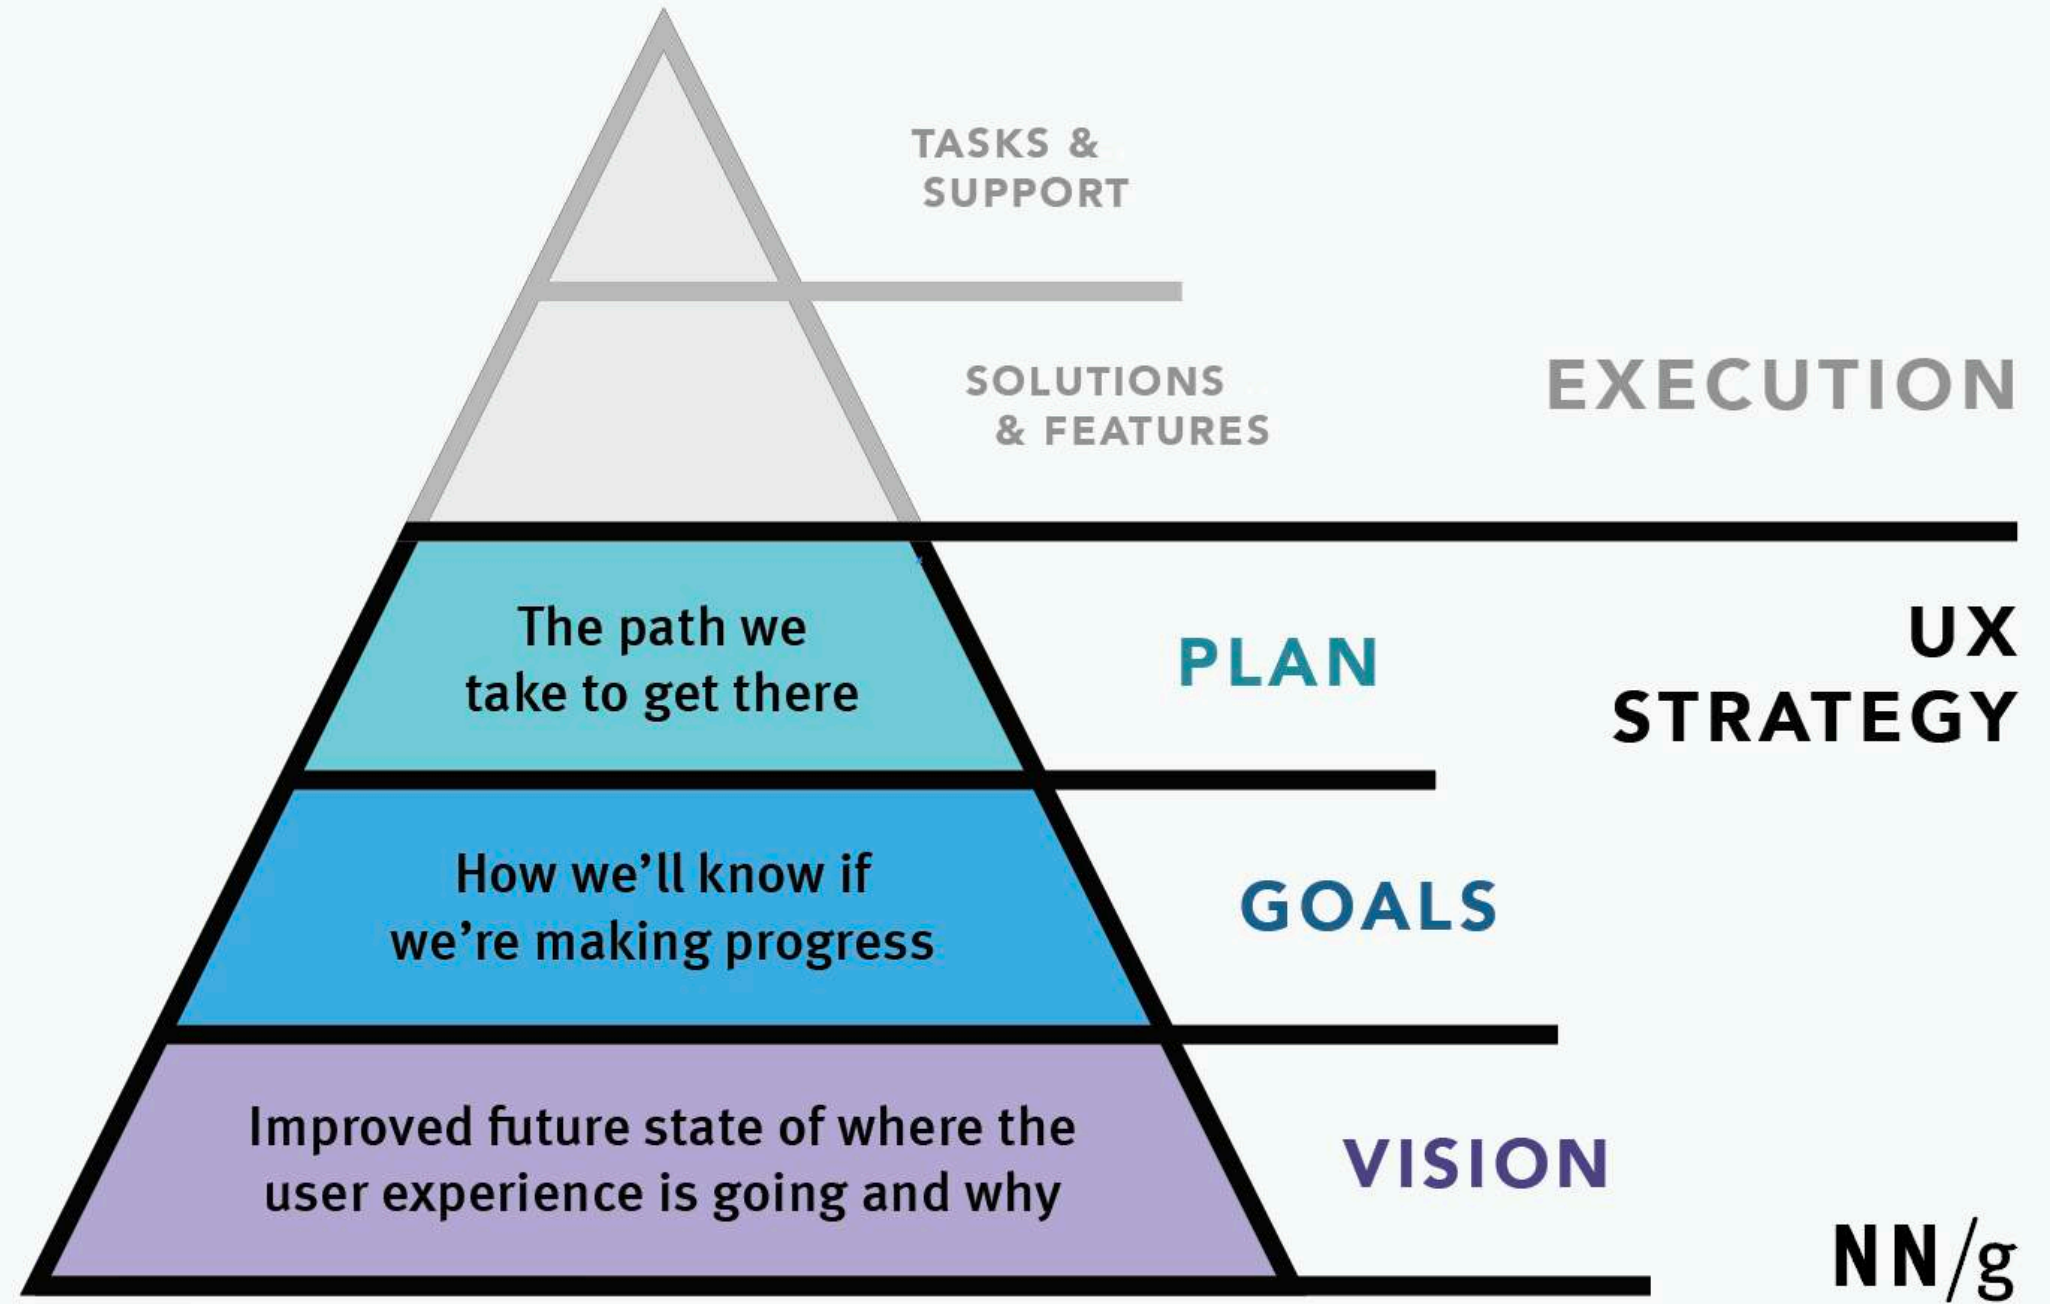 TASKS &
SUPPORT
SOLUTIONS
& FEATURES
EXECUTION
The path we
take to get there
PLAN
UX
STRATEGY
How we'll know if
we're making progress
GOALS
Improved future state of where the
user experience is going and why
VISION
NN/g